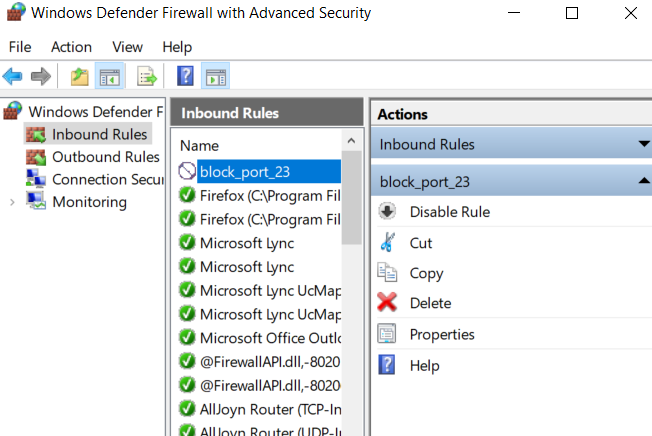 Windows Defender Firewall with Advanced Security
File Action View Help
Windows Defender F
Inbound Rules
Outbound Rules
Connection Secur
Monitoring
Inbound Rules
Name
block_port_23
Firefox (C:\Program Fil
Firefox (C:\Program Fil
Microsoft Lync
Microsoft Lync
Microsoft Lync UcMap
Microsoft Lync UcMap
Microsoft Office Outlo
@FirewallAPI.dll,-8020
@FirewallAPI.dll,-8020
AllJoyn Router (TCP-In
AllJoyn Router (UDP-In
Actions
Inbound Rules
block_port_23
Disable Rule
Cut
Copy
Delete
Properties
Help